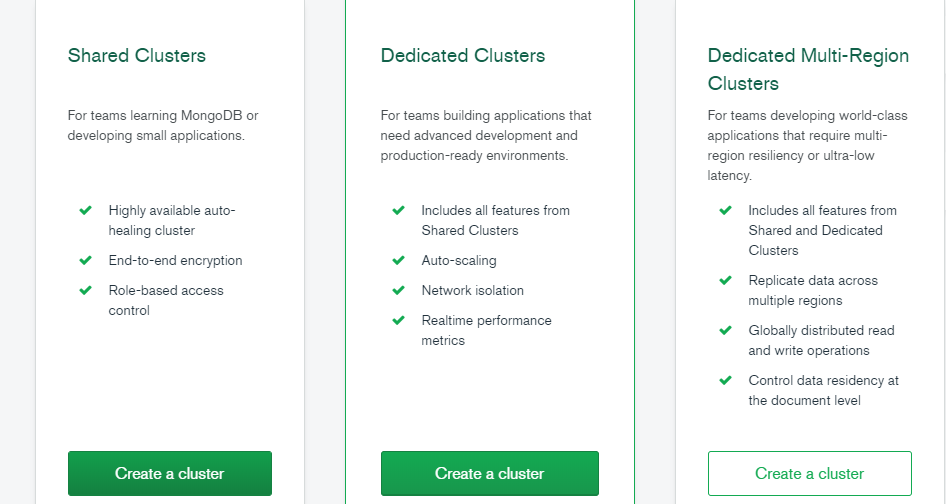 Shared Clusters
For teams learning MongoDB or
developing small applications.
Highly available auto-
healing cluster
End-to-end encryption
Role-based access
control
Create a cluster
Dedicated Clusters
For teams building applications that
need advanced development and
production-ready environments.
Includes all features from
Shared Clusters
Auto-scaling
Network isolation
Realtime performance
metrics
Create a cluster
Dedicated Multi-Region
Clusters
For teams developing world-class
applications that require multi-
region resiliency or ultra-low
latency.
Includes all features from
Shared and Dedicated
Clusters
Replicate data across
multiple regions
Globally distributed read
and write operations
Control data residency at
the document level
Create a cluster